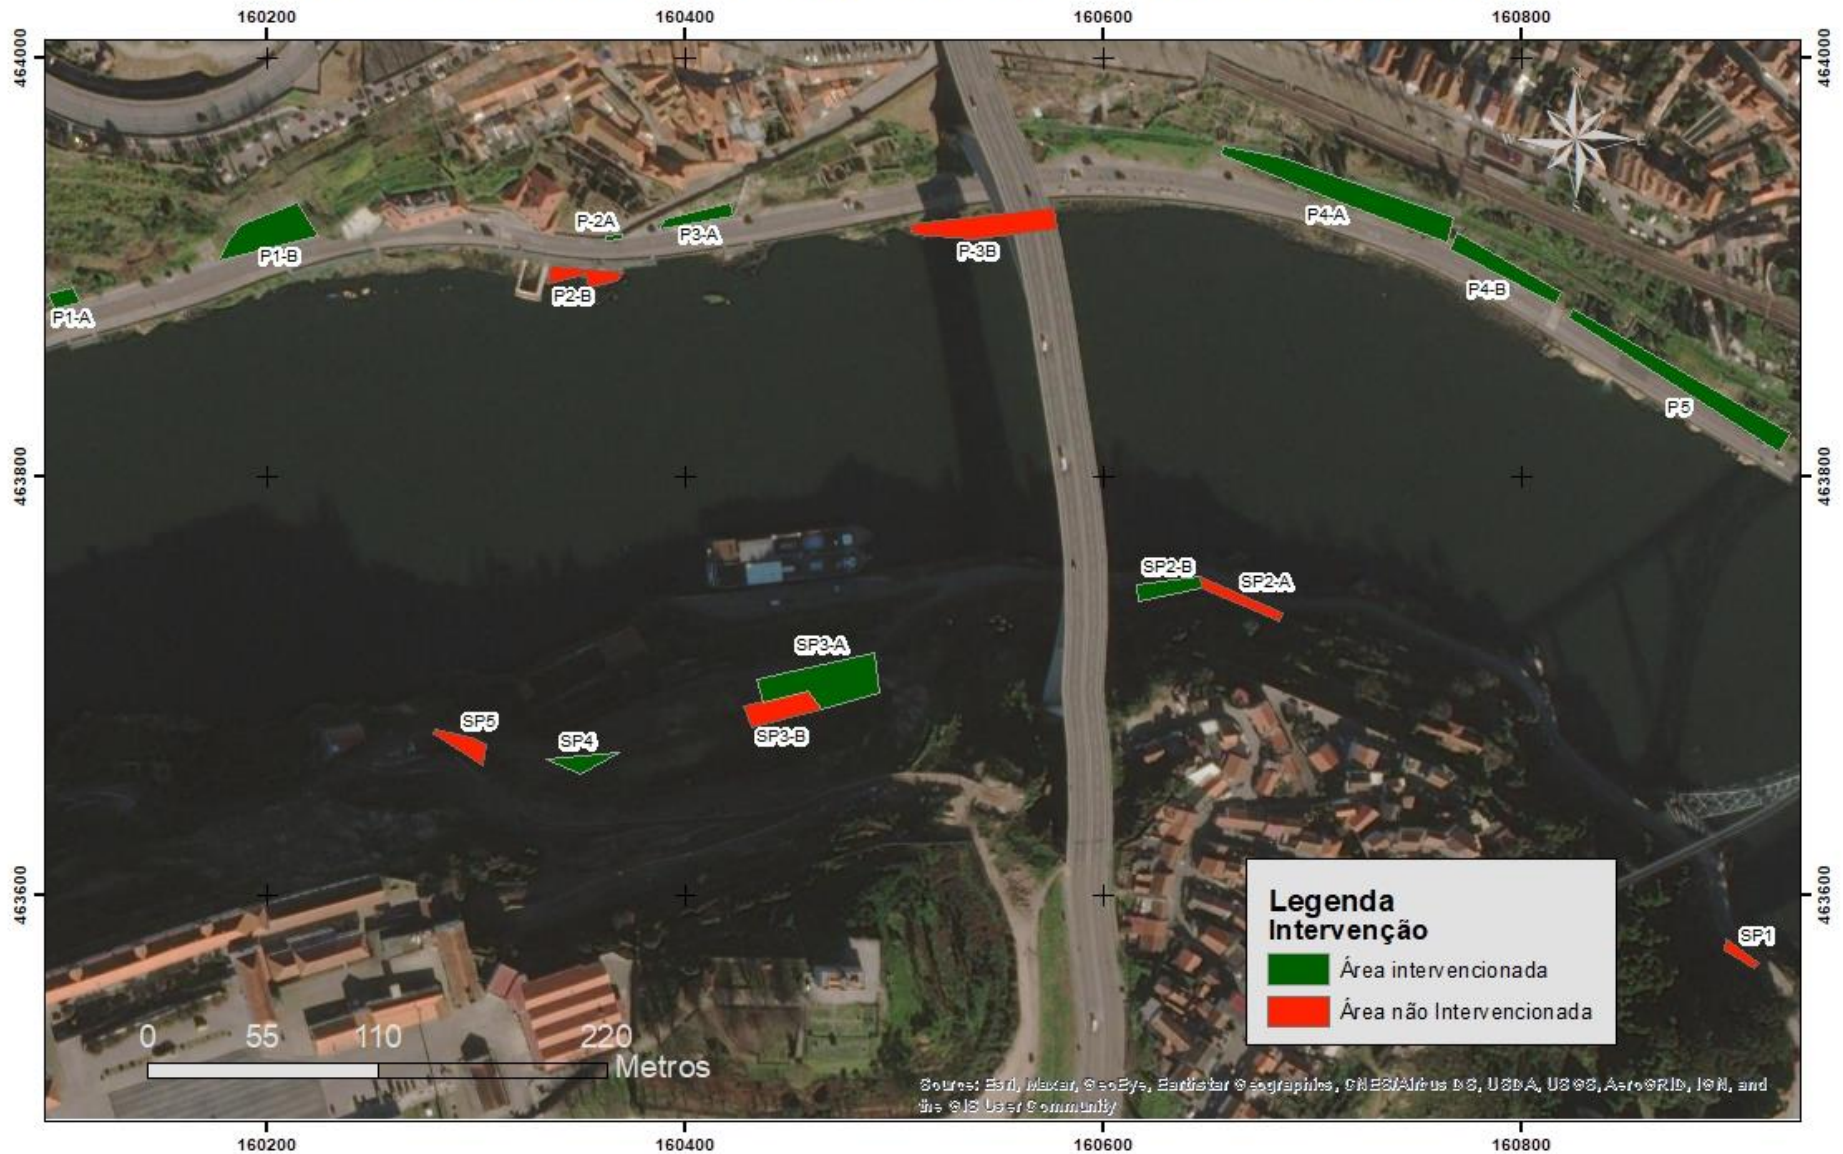 160200 160400 160600 160800
464000 464000
N
W E
S
P-2A
P3-A
P4-A
P1-B
P-3B
P4-B
P2-B
P1-A
P5
463800 463800
SP2-B
SP2-A
SP3-A
SP5
SP4
SP3-B
463600 463600
SP1
Legenda
Intervenção
Área intervencionada
Área não Intervencionada
0 55 110 220
Metros
Source: Esri, Maxar, GeoEye, Earthstar Geographics, CNES/Airbus DS, USDA, USGS, AeroGRID, IGN, and
the GIS User Community
160200 160400 160600 160800